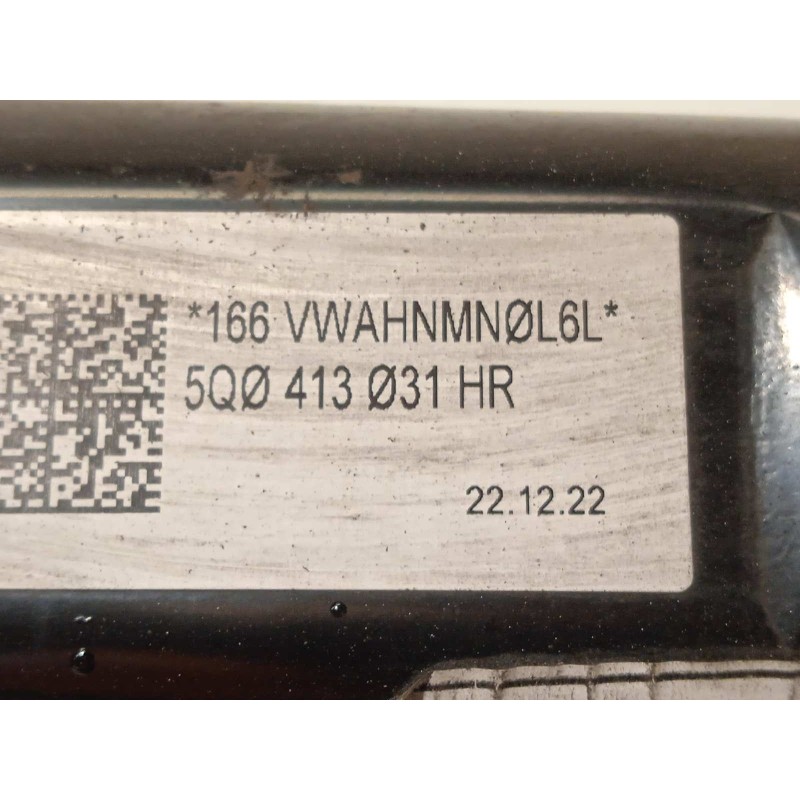 *166 VWAHNMNØL6L*
5QØ 413 Ø31 HR
22.12.22